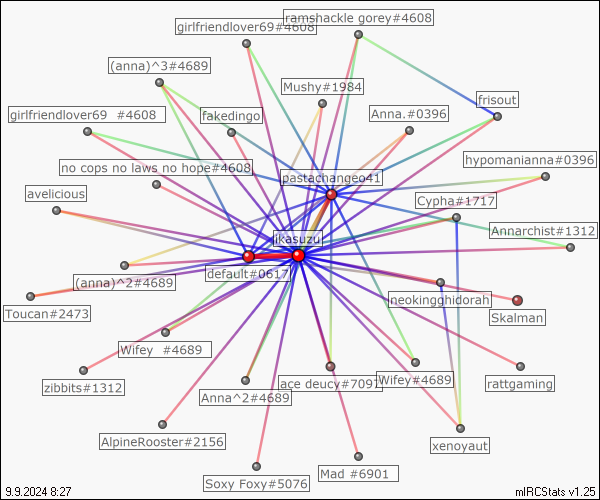 ramshackle gorey#4608
girlfriendlover69#4608
(anna)^3#4689
Mushy#1984
frisout
girlfriendlover69  #4608
fakedingo
Anna.#0396
no cops no laws no hope#4608
hypomanianna#0396
pastachangeo41
avelicious
Cypha#1717
Annarchist#1312
ikasuzu
default#0617
(anna)^2#4689
neokingghidorah
Toucan#2473
Skalman
Wifey  #4689
zibbits#1312
ace deucy#7097
Wifey#4689
rattgaming
Anna^2#4689
AlpineRooster#2156
xenoyaut
Soxy Foxy#5076
Mad #6901
9.9.2024 8:27
mIRCStats v1.25